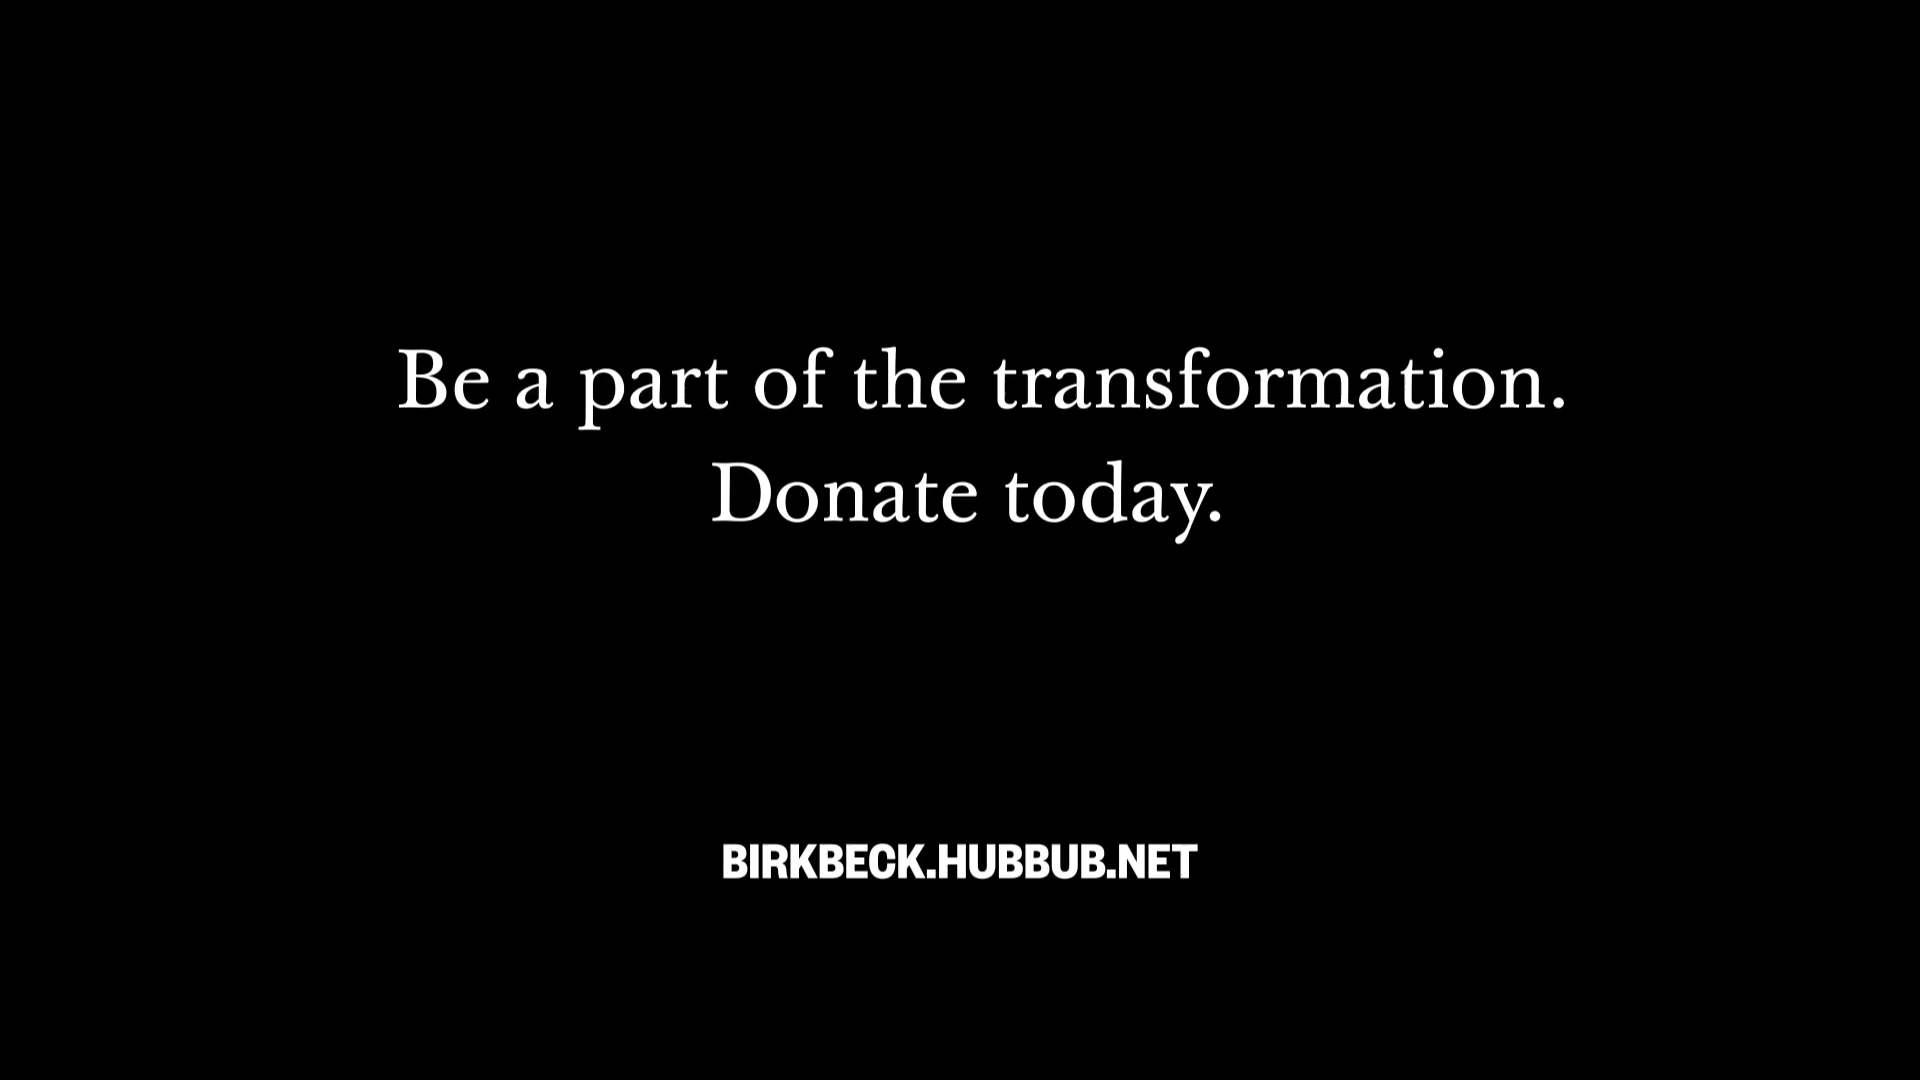 Be a part of the transformation.
Donate today.
BIRKBECK.HUBBUB.NET